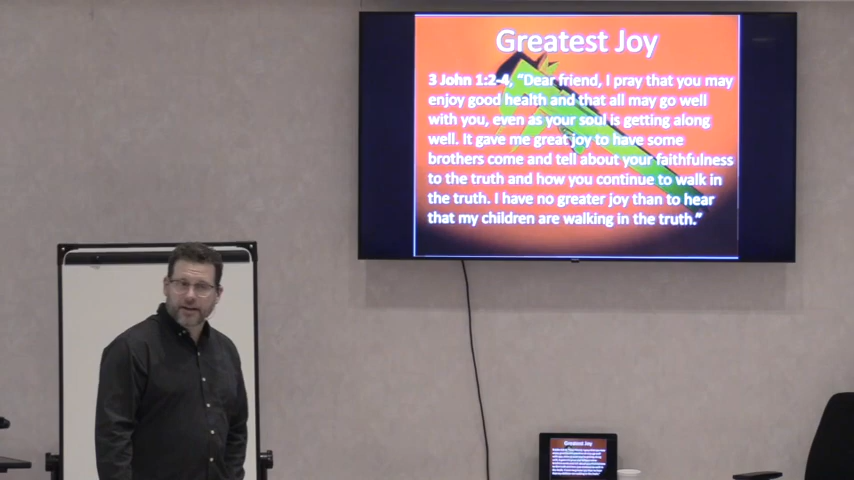 Greatest Joy
3 John 1:2-4, “Dear friend, I pray that you may
enjoy good health and that all may go well
with you, even as your soul is getting along
well. It gave me great joy to have some
brothers come and tell about your faithfulness
to the truth and how you continue to walk in
the truth. I have no greater joy than to hear
that my children are walking in the truth.”
Greatest Joy